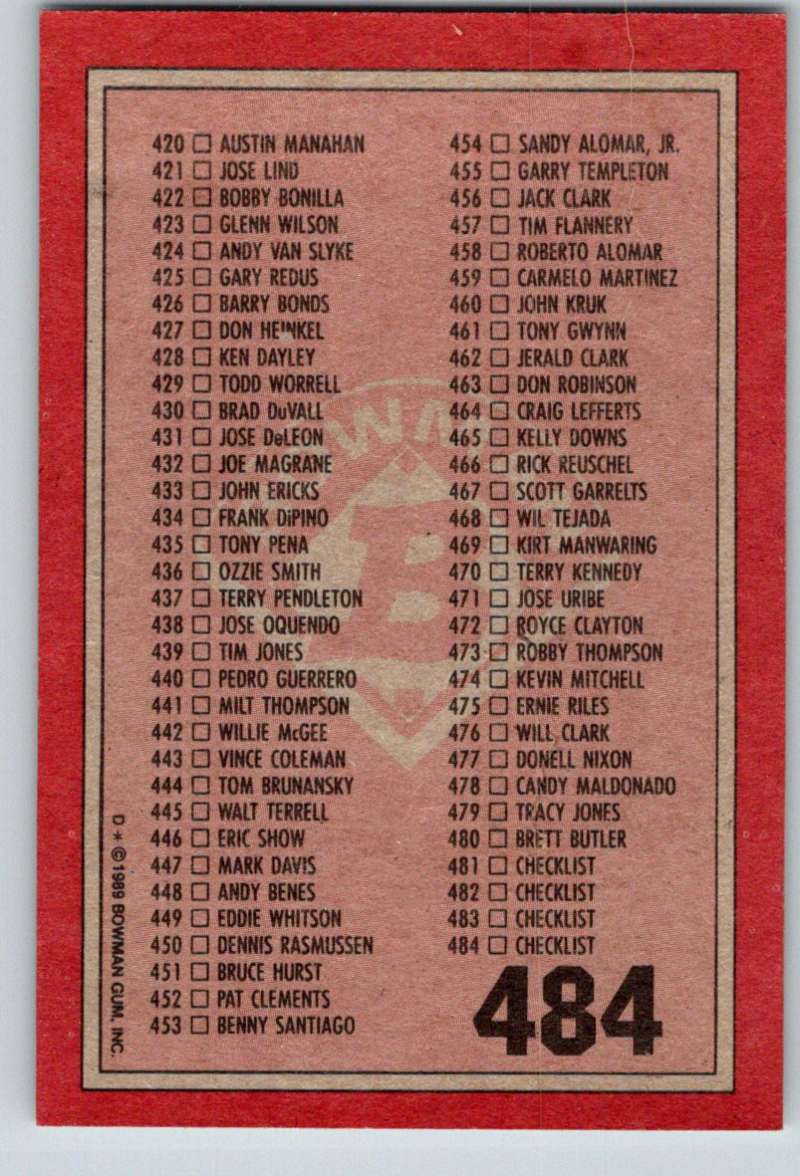 420 ☐ AUSTIN MANAHAN
421 ☐ JOSE LIND
422 ☐ BOBBY BONILLA
423 ☐ GLENN WILSON
424 ☐ ANDY VAN SLYKE
425 ☐ GARY REDUS
426 ☐ BARRY BONDS
427 ☐ DON HEINKEL
428 ☐ KEN DAYLEY
429 ☐ TODD WORRELL
430 ☐ BRAD DuVALL
431 ☐ JOSE DeLEON
432 ☐ JOE MAGRANE
433 ☐ JOHN ERICKS
434 ☐ FRANK DiPINO
435 ☐ TONY PENA
436 ☐ OZZIE SMITH
437 ☐ TERRY PENDLETON
438 ☐ JOSE OQUENDO
439 ☐ TIM JONES
440 ☐ PEDRO GUERRERO
441 ☐ MILT THOMPSON
442 ☐ WILLIE McGEE
443 ☐ VINCE COLEMAN
444 ☐ TOM BRUNANSKY
445 ☐ WALT TERRELL
446 ☐ ERIC SHOW
447 ☐ MARK DAVIS
448 ☐ ANDY BENES
449 ☐ EDDIE WHITSON
450 ☐ DENNIS RASMUSSEN
451 ☐ BRUCE HURST
452 ☐ PAT CLEMENTS
453 ☐ BENNY SANTIAGO
454 ☐ SANDY ALOMAR, JR.
455 ☐ GARRY TEMPLETON
456 ☐ JACK CLARK
457 ☐ TIM FLANNERY
458 ☐ ROBERTO ALOMAR
459 ☐ CARMELO MARTINEZ
460 ☐ JOHN KRUK
461 ☐ TONY GWYNN
462 ☐ JERALD CLARK
463 ☐ DON ROBINSON
464 ☐ CRAIG LEFFERTS
465 ☐ KELLY DOWNS
466 ☐ RICK REUSCHEL
467 ☐ SCOTT GARRELTS
468 ☐ WIL TEJADA
469 ☐ KIRT MANWARING
470 ☐ TERRY KENNEDY
471 ☐ JOSE URIBE
472 ☐ ROYCE CLAYTON
473 ☐ ROBBY THOMPSON
474 ☐ KEVIN MITCHELL
475 ☐ ERNIE RILES
476 ☐ WILL CLARK
477 ☐ DONELL NIXON
478 ☐ CANDY MALDONADO
479 ☐ TRACY JONES
480 ☐ BRETT BUTLER
481 ☐ CHECKLIST
482 ☐ CHECKLIST
483 ☐ CHECKLIST
484 ☐ CHECKLIST
484
D * © 1989 BOWMAN GUM, INC.
B